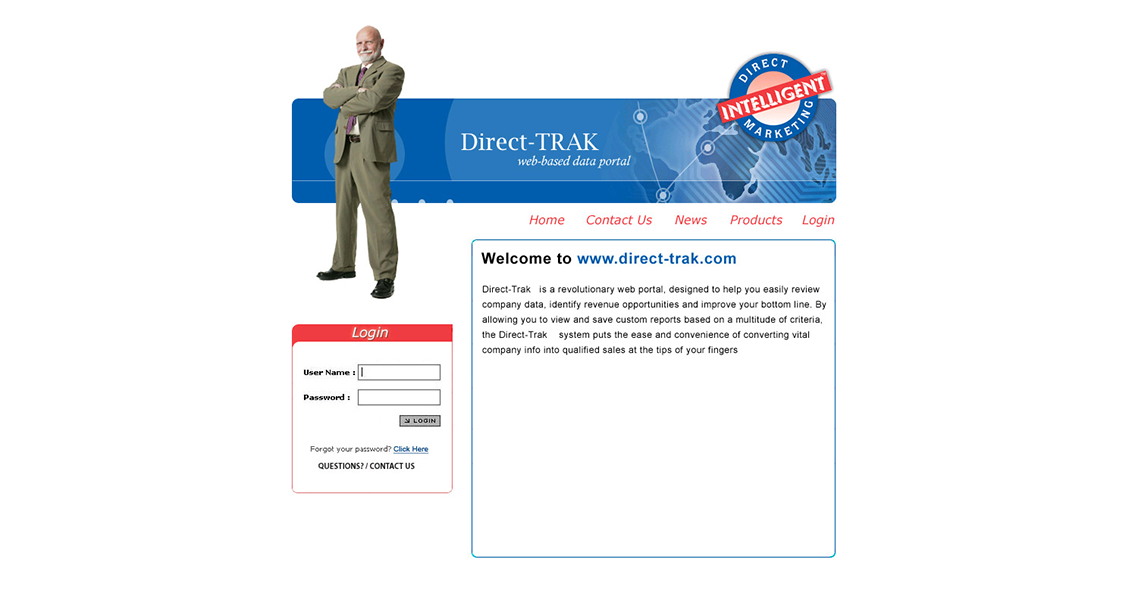 DIRECT
INTELLIGENT™
MARKETING
Direct-TRAK
web-based data portal
Home Contact Us News Products Login
Welcome to www.direct-trak.com
Direct-Trak is a revolutionary web portal, designed to help you easily review
company data, identify revenue opportunities and improve your bottom line. By
allowing you to view and save custom reports based on a multitude of criteria,
the Direct-Trak system puts the ease and convenience of converting vital
company info into qualified sales at the tips of your fingers
Login
User Name :
Password :
LOGIN
Forgot your password? Click Here
QUESTIONS? / CONTACT US